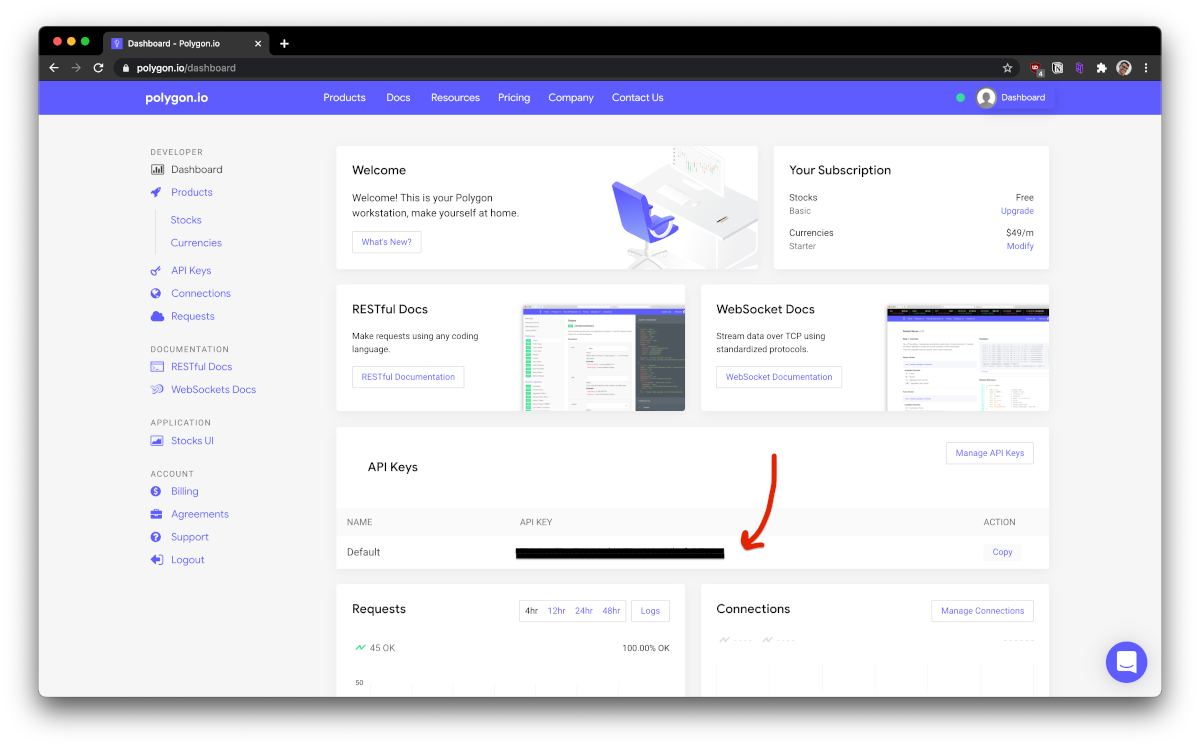 Dashboard - Polygon.io
polygon.io/dashboard
4
polygon.io
Products Docs Resources Pricing Company Contact Us
Dashboard
DEVELOPER
Dashboard
Products
Stocks
Currencies
API Keys
Connections
Requests
DOCUMENTATION
RESTful Docs
WebSockets Docs
APPLICATION
Stocks UI
ACCOUNT
Billing
Agreements
Support
Logout
Welcome
Welcome! This is your Polygon
workstation, make yourself at home.
What's New?
Your Subscription
Stocks Free
Basic Upgrade
Currencies $49/m
Starter Modify
RESTful Docs
Make requests using any coding
language.
RESTful Documentation
WebSocket Docs
Stream data over TCP using
standardized protocols.
WebSocket Documentation
API Keys
Manage API Keys
NAME API KEY ACTION
Default Copy
Requests
4hr 12hr 24hr 48hr Logs
45 OK 100.00% OK
50
Connections
Manage Connections